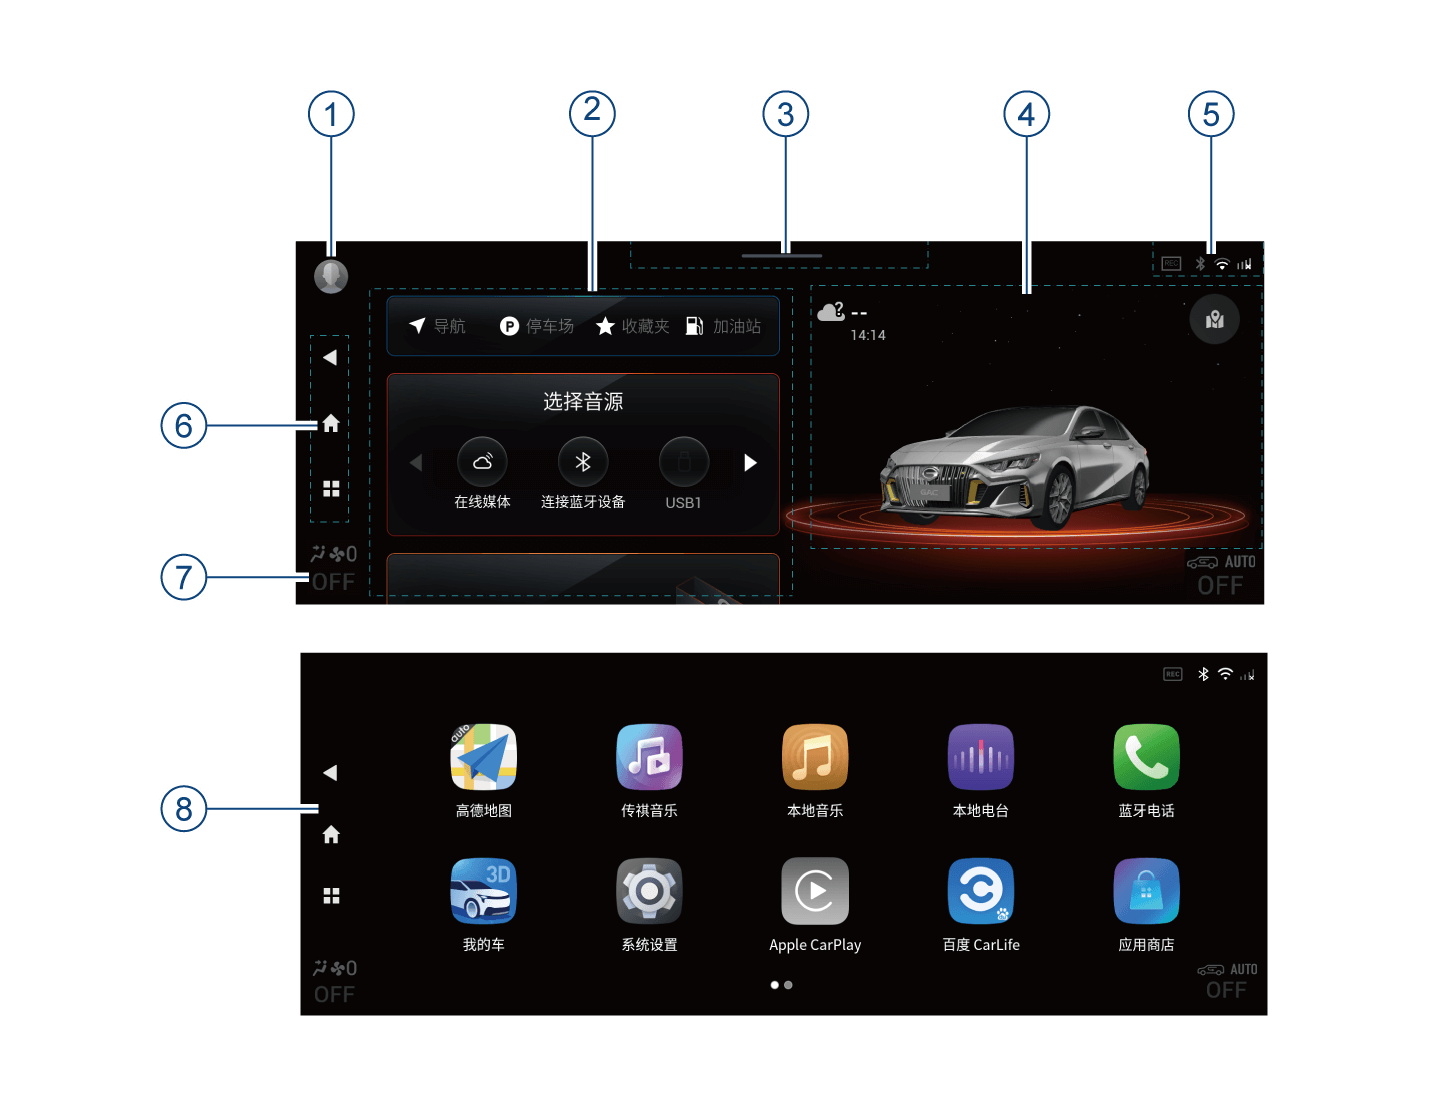 1
2
3
4
5
REC
导航
停车场
收藏夹
加油站
--
14:14
选择音源
6
在线媒体
连接蓝牙设备
USB1
GAC
7
0
OFF
AUTO
OFF
REC
auto
高德地图
传祺音乐
本地音乐
本地电台
蓝牙电话
8
3D
我的车
系统设置
Apple CarPlay
百度 CarLife
应用商店
0
OFF
AUTO
OFF